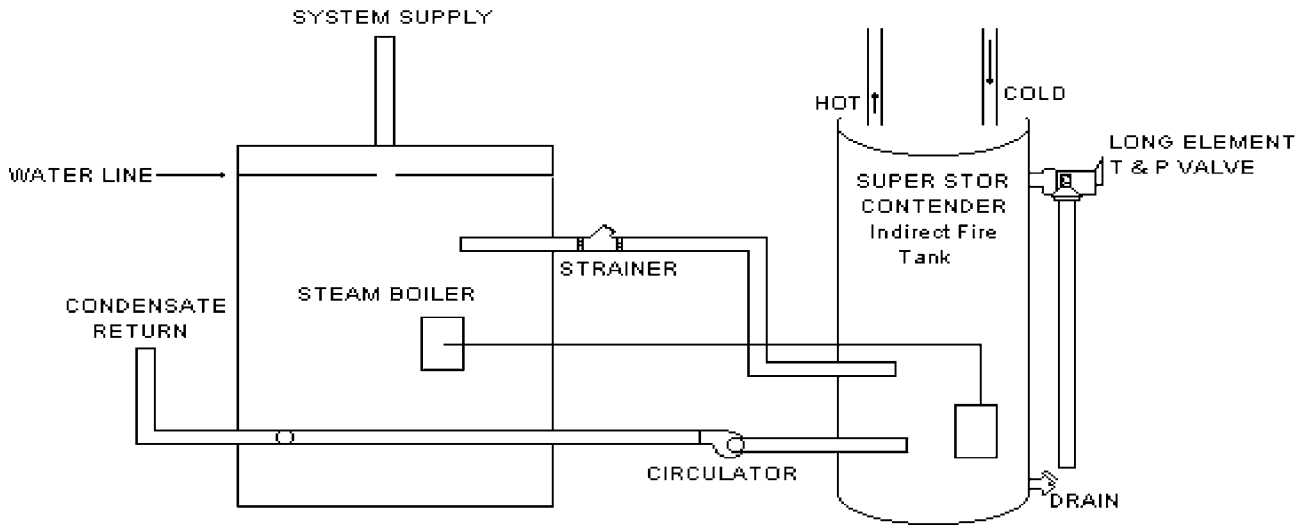 SYSTEM SUPPLY
HOT
COLD
WATER LINE
LONG ELEMENT
T & P VALVE
SUPER STOR
CONTENDER
Indirect Fire
Tank
STRAINER
STEAM BOILER
CONDENSATE
RETURN
CIRCULATOR
DRAIN